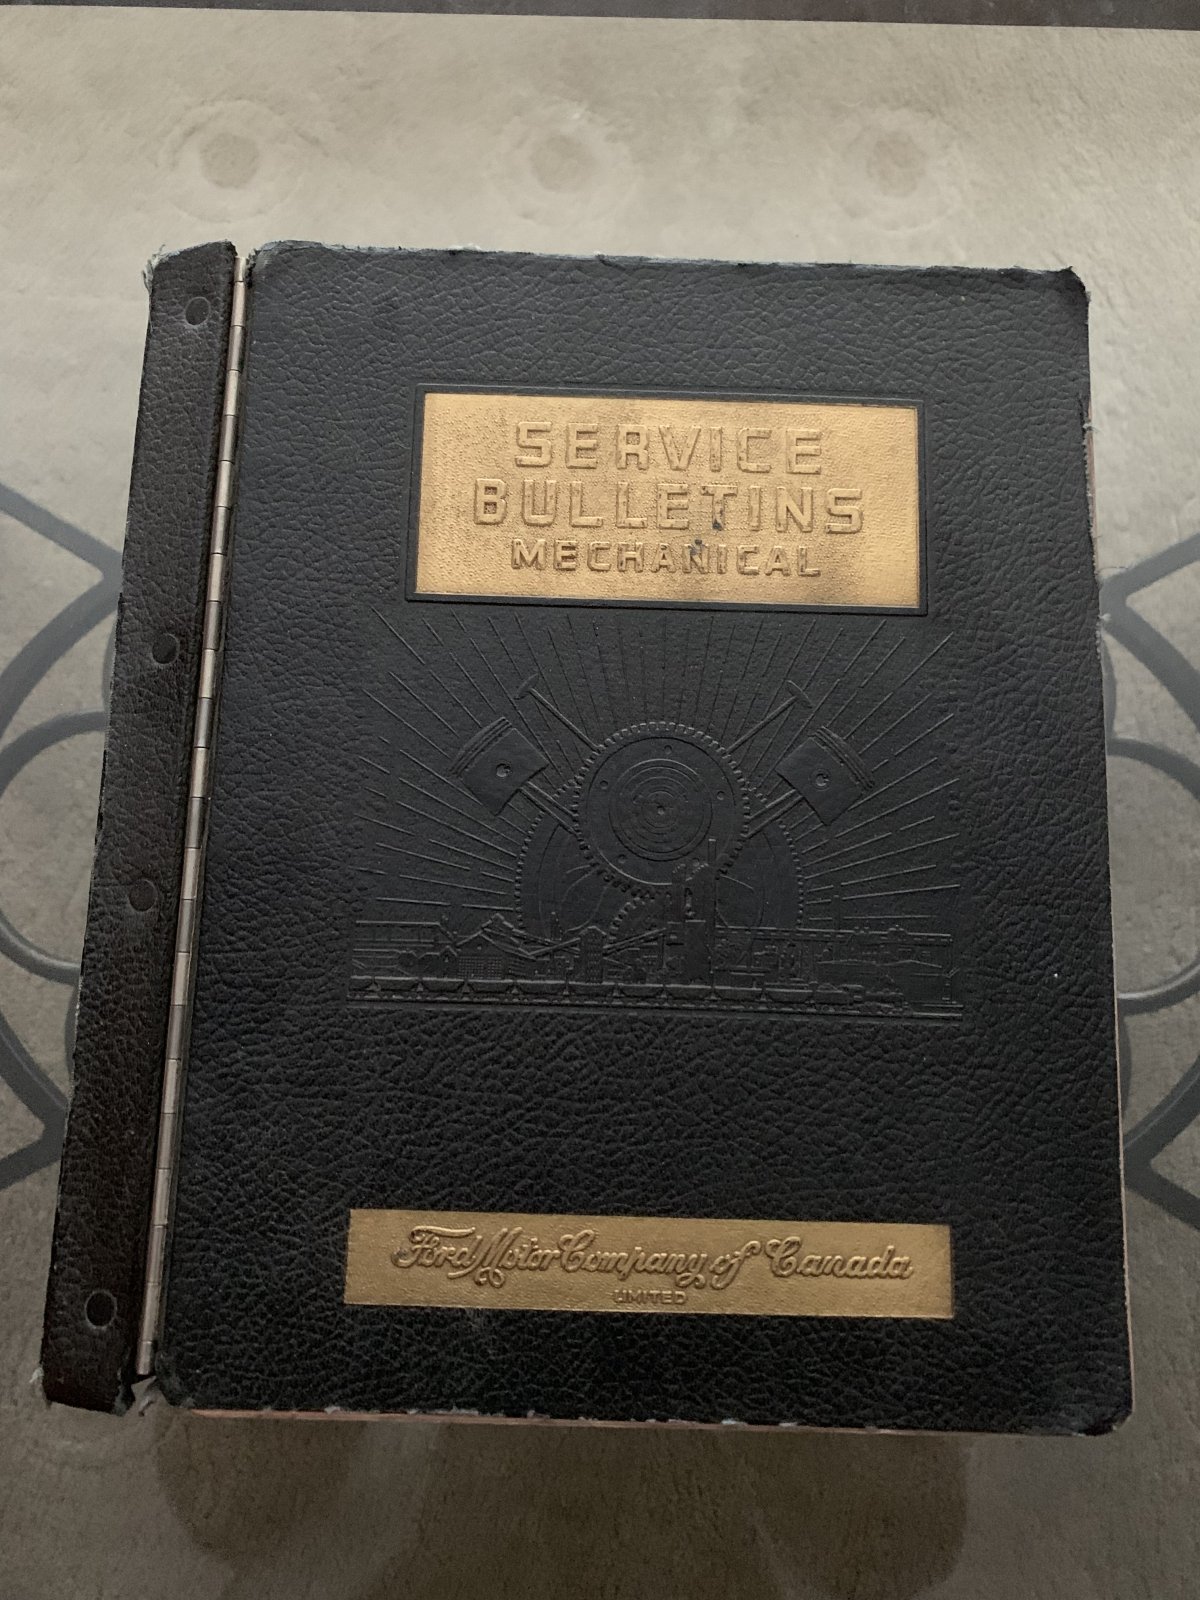 SERVICE
BULLETINS
MECHANICAL
Ford Motor Company of Canada
LIMITED